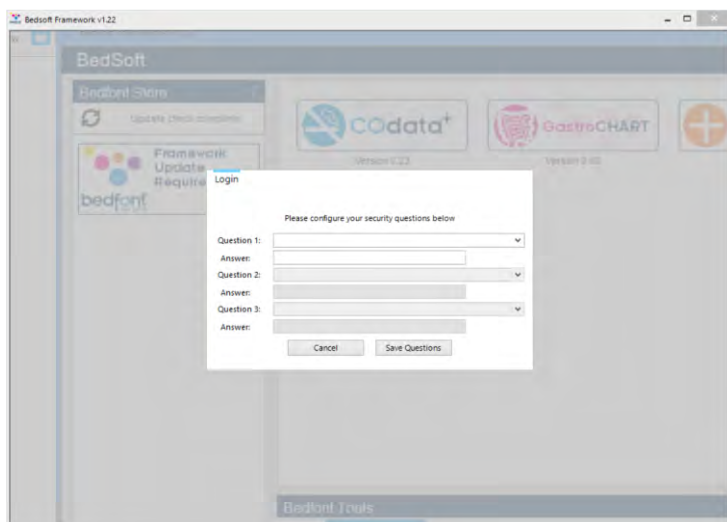 Bedsoft Framework v1.22
BedSoft
Bedfont Store
Update check complete
Framework
Update
bedfont
COdata+
GastroCHART
Login
Please configure your security questions below
Question 1:
Answer:
Question 2:
Answer:
Question 3:
Answer:
Cancel Save Questions
Bedfont Tools